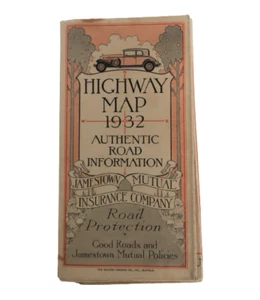 HIGHWAY
MAP
1932
AUTHENTIC
ROAD
INFORMATION
JAMESTOWN MUTUAL
INSURANCE COMPANY
Road
Protection
Good Roads and
Jamestown Mutual Policies